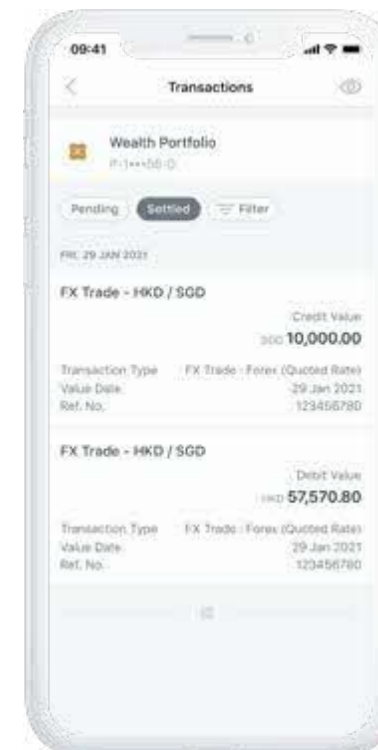 09:41
Transactions
Wealth Portfolio
Pending Settled Filter
FRI, 29 JAN 2021
FX Trade - HKD / SGD
Credit Value
SGD 10,000.00
Transaction Type FX Trade : Forex (Quoted Rate)
Value Date 29 Jan 2021
Ref. No. 123456780
FX Trade - HKD / SGD
Debit Value
HKD 57,570.80
Transaction Type FX Trade : Forex (Quoted Rate)
Value Date 29 Jan 2021
Ref. No. 123456780